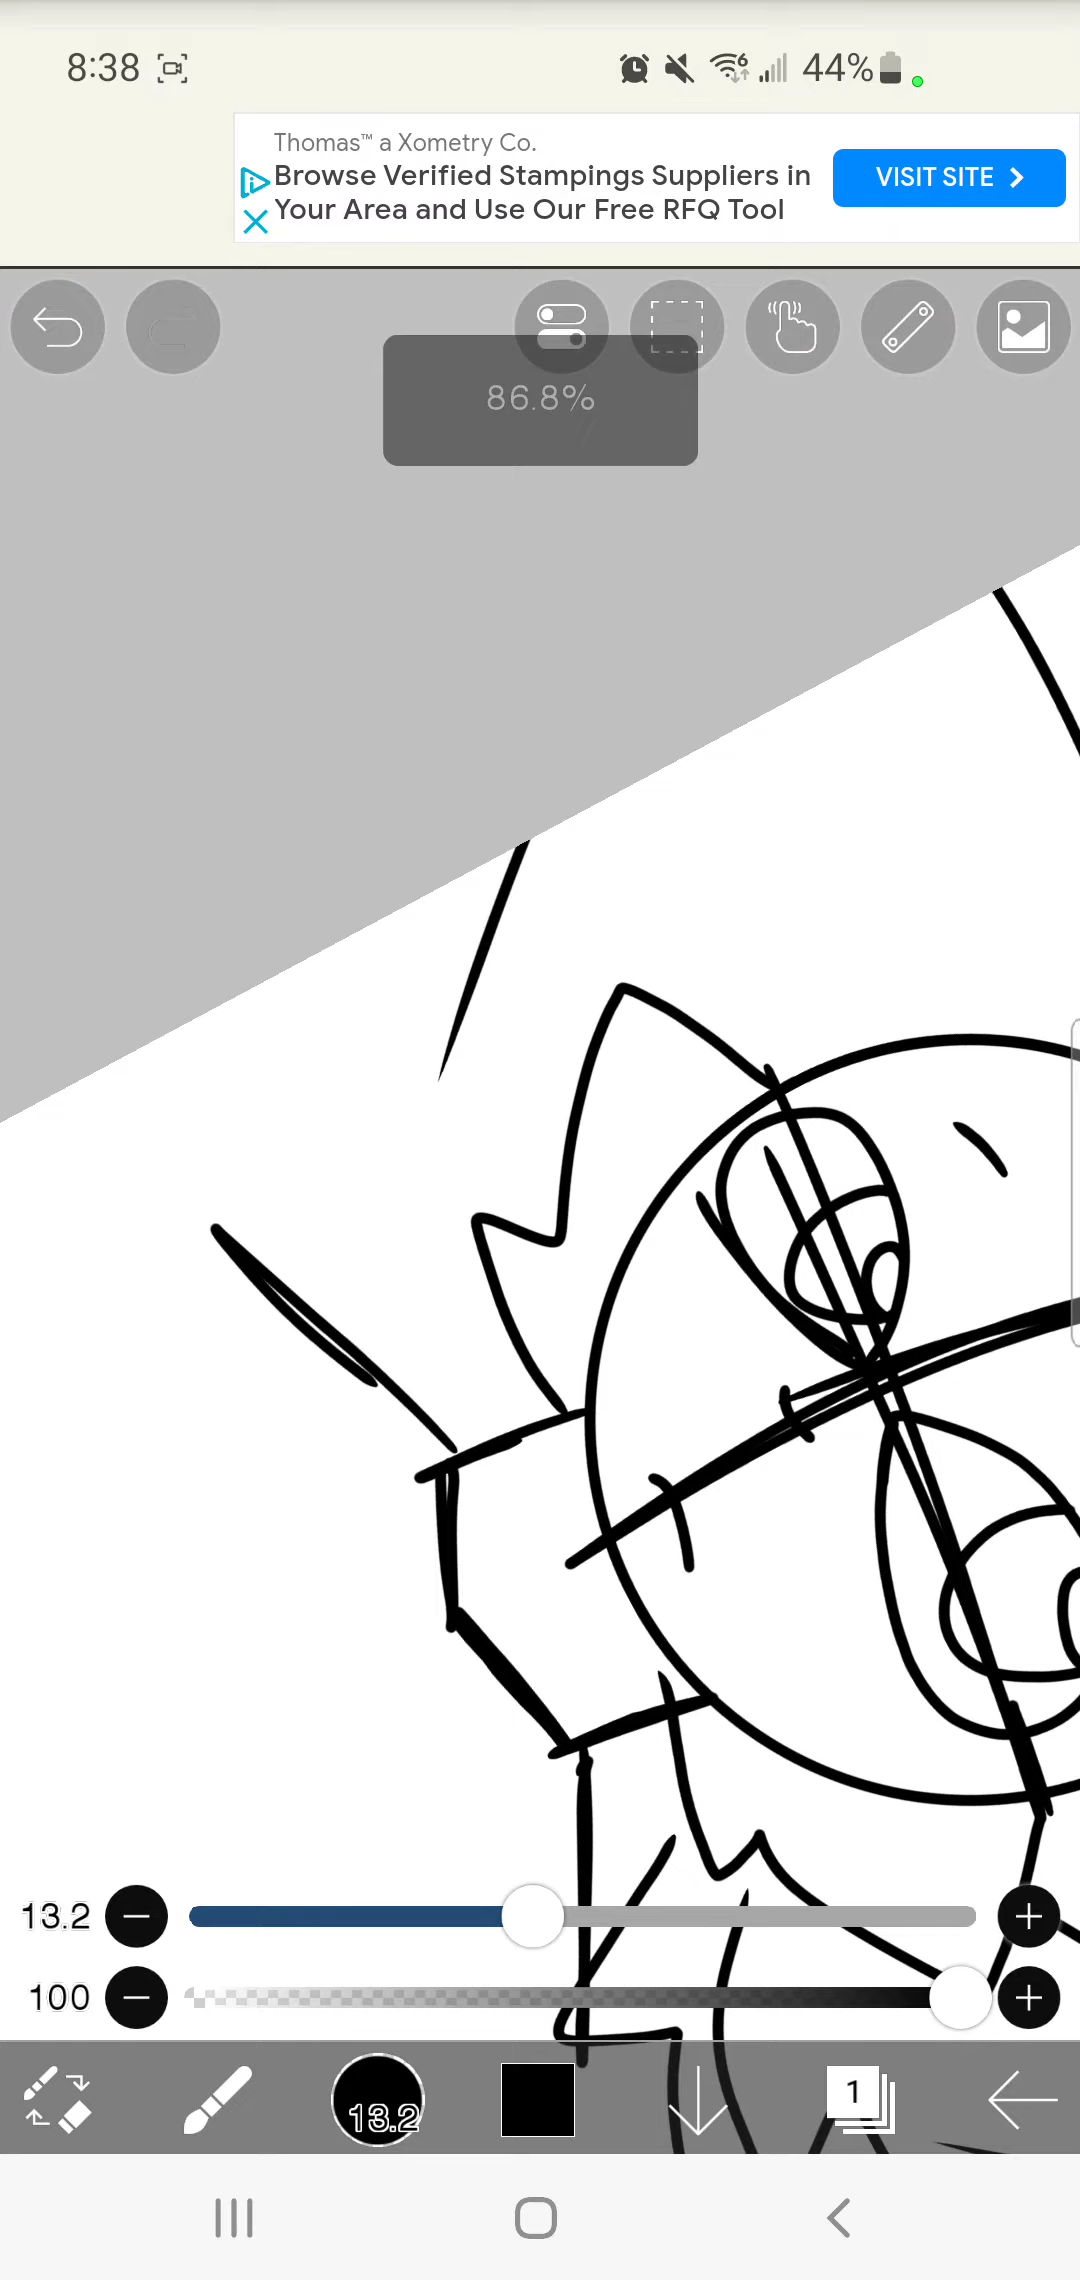 8:38
6
44%
Thomas™ a Xometry Co.
Browse Verified Stampings Suppliers in
Your Area and Use Our Free RFQ Tool
VISIT SITE
86.8%
13.2
100
13.2
1